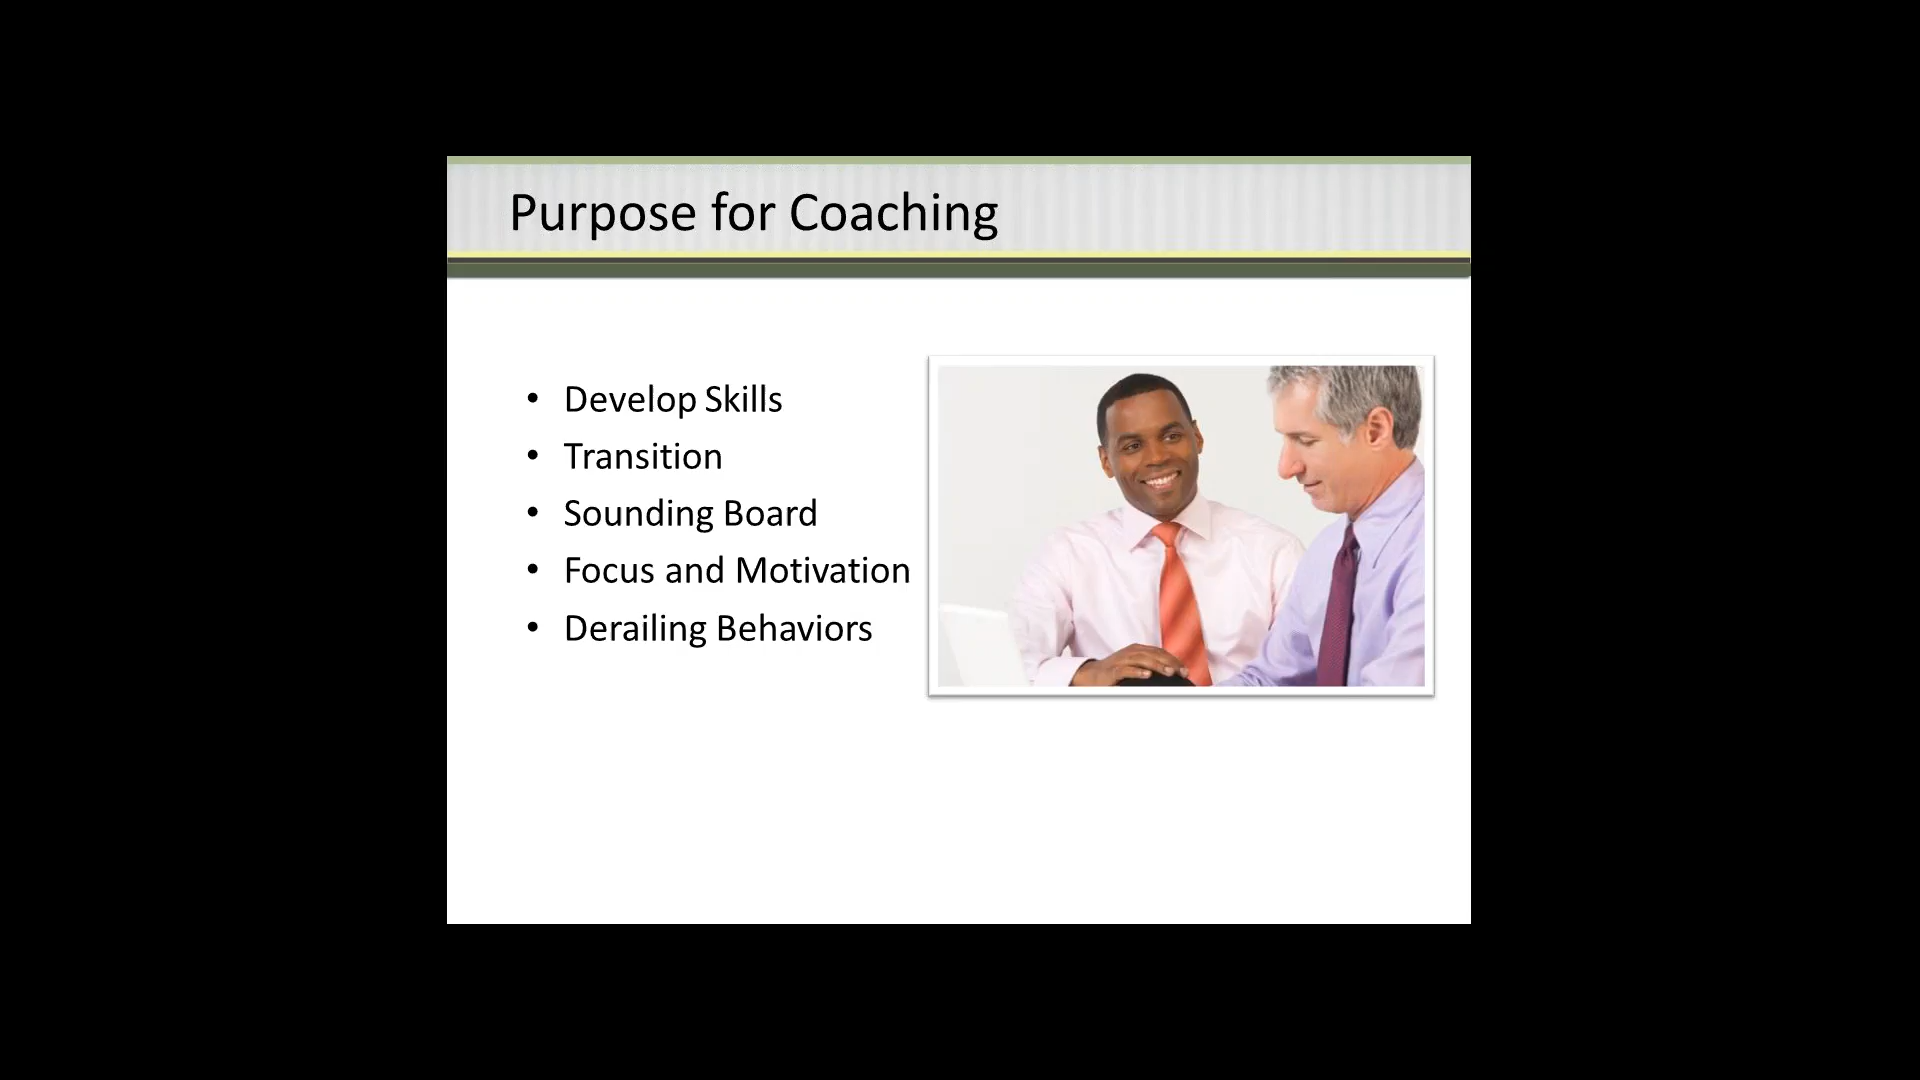 Purpose for Coaching
• Develop Skills
• Transition
• Sounding Board
• Focus and Motivation
• Derailing Behaviors